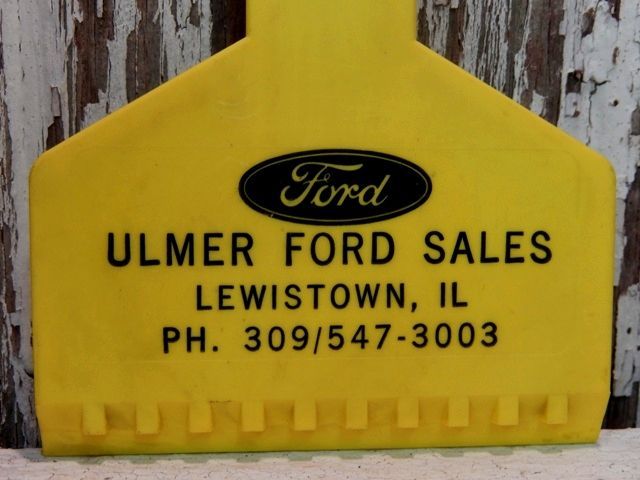 Ford
ULMER FORD SALES
LEWISTOWN, IL
PH. 309/547-3003